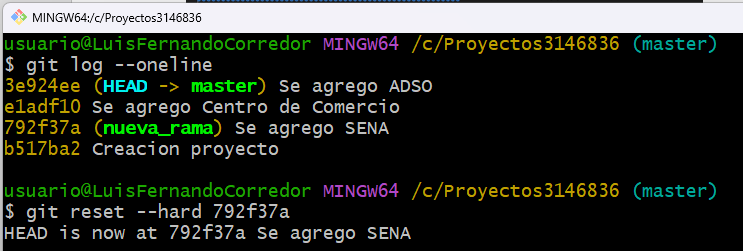 MINGW64:/c/Proyectos3146836
usuario@LuisFernandoCorredor MINGW64 /c/Proyectos3146836 (master)
$ git log --oneline
3e924ee (HEAD -> master) Se agrego ADSO
e1adf10 Se agrego Centro de Comercio
792f37a (nueva_rama) Se agrego SENA
b517ba2 Creacion proyecto
usuario@LuisFernandoCorredor MINGW64 /c/Proyectos3146836 (master)
$ git reset --hard 792f37a
HEAD is now at 792f37a Se agrego SENA